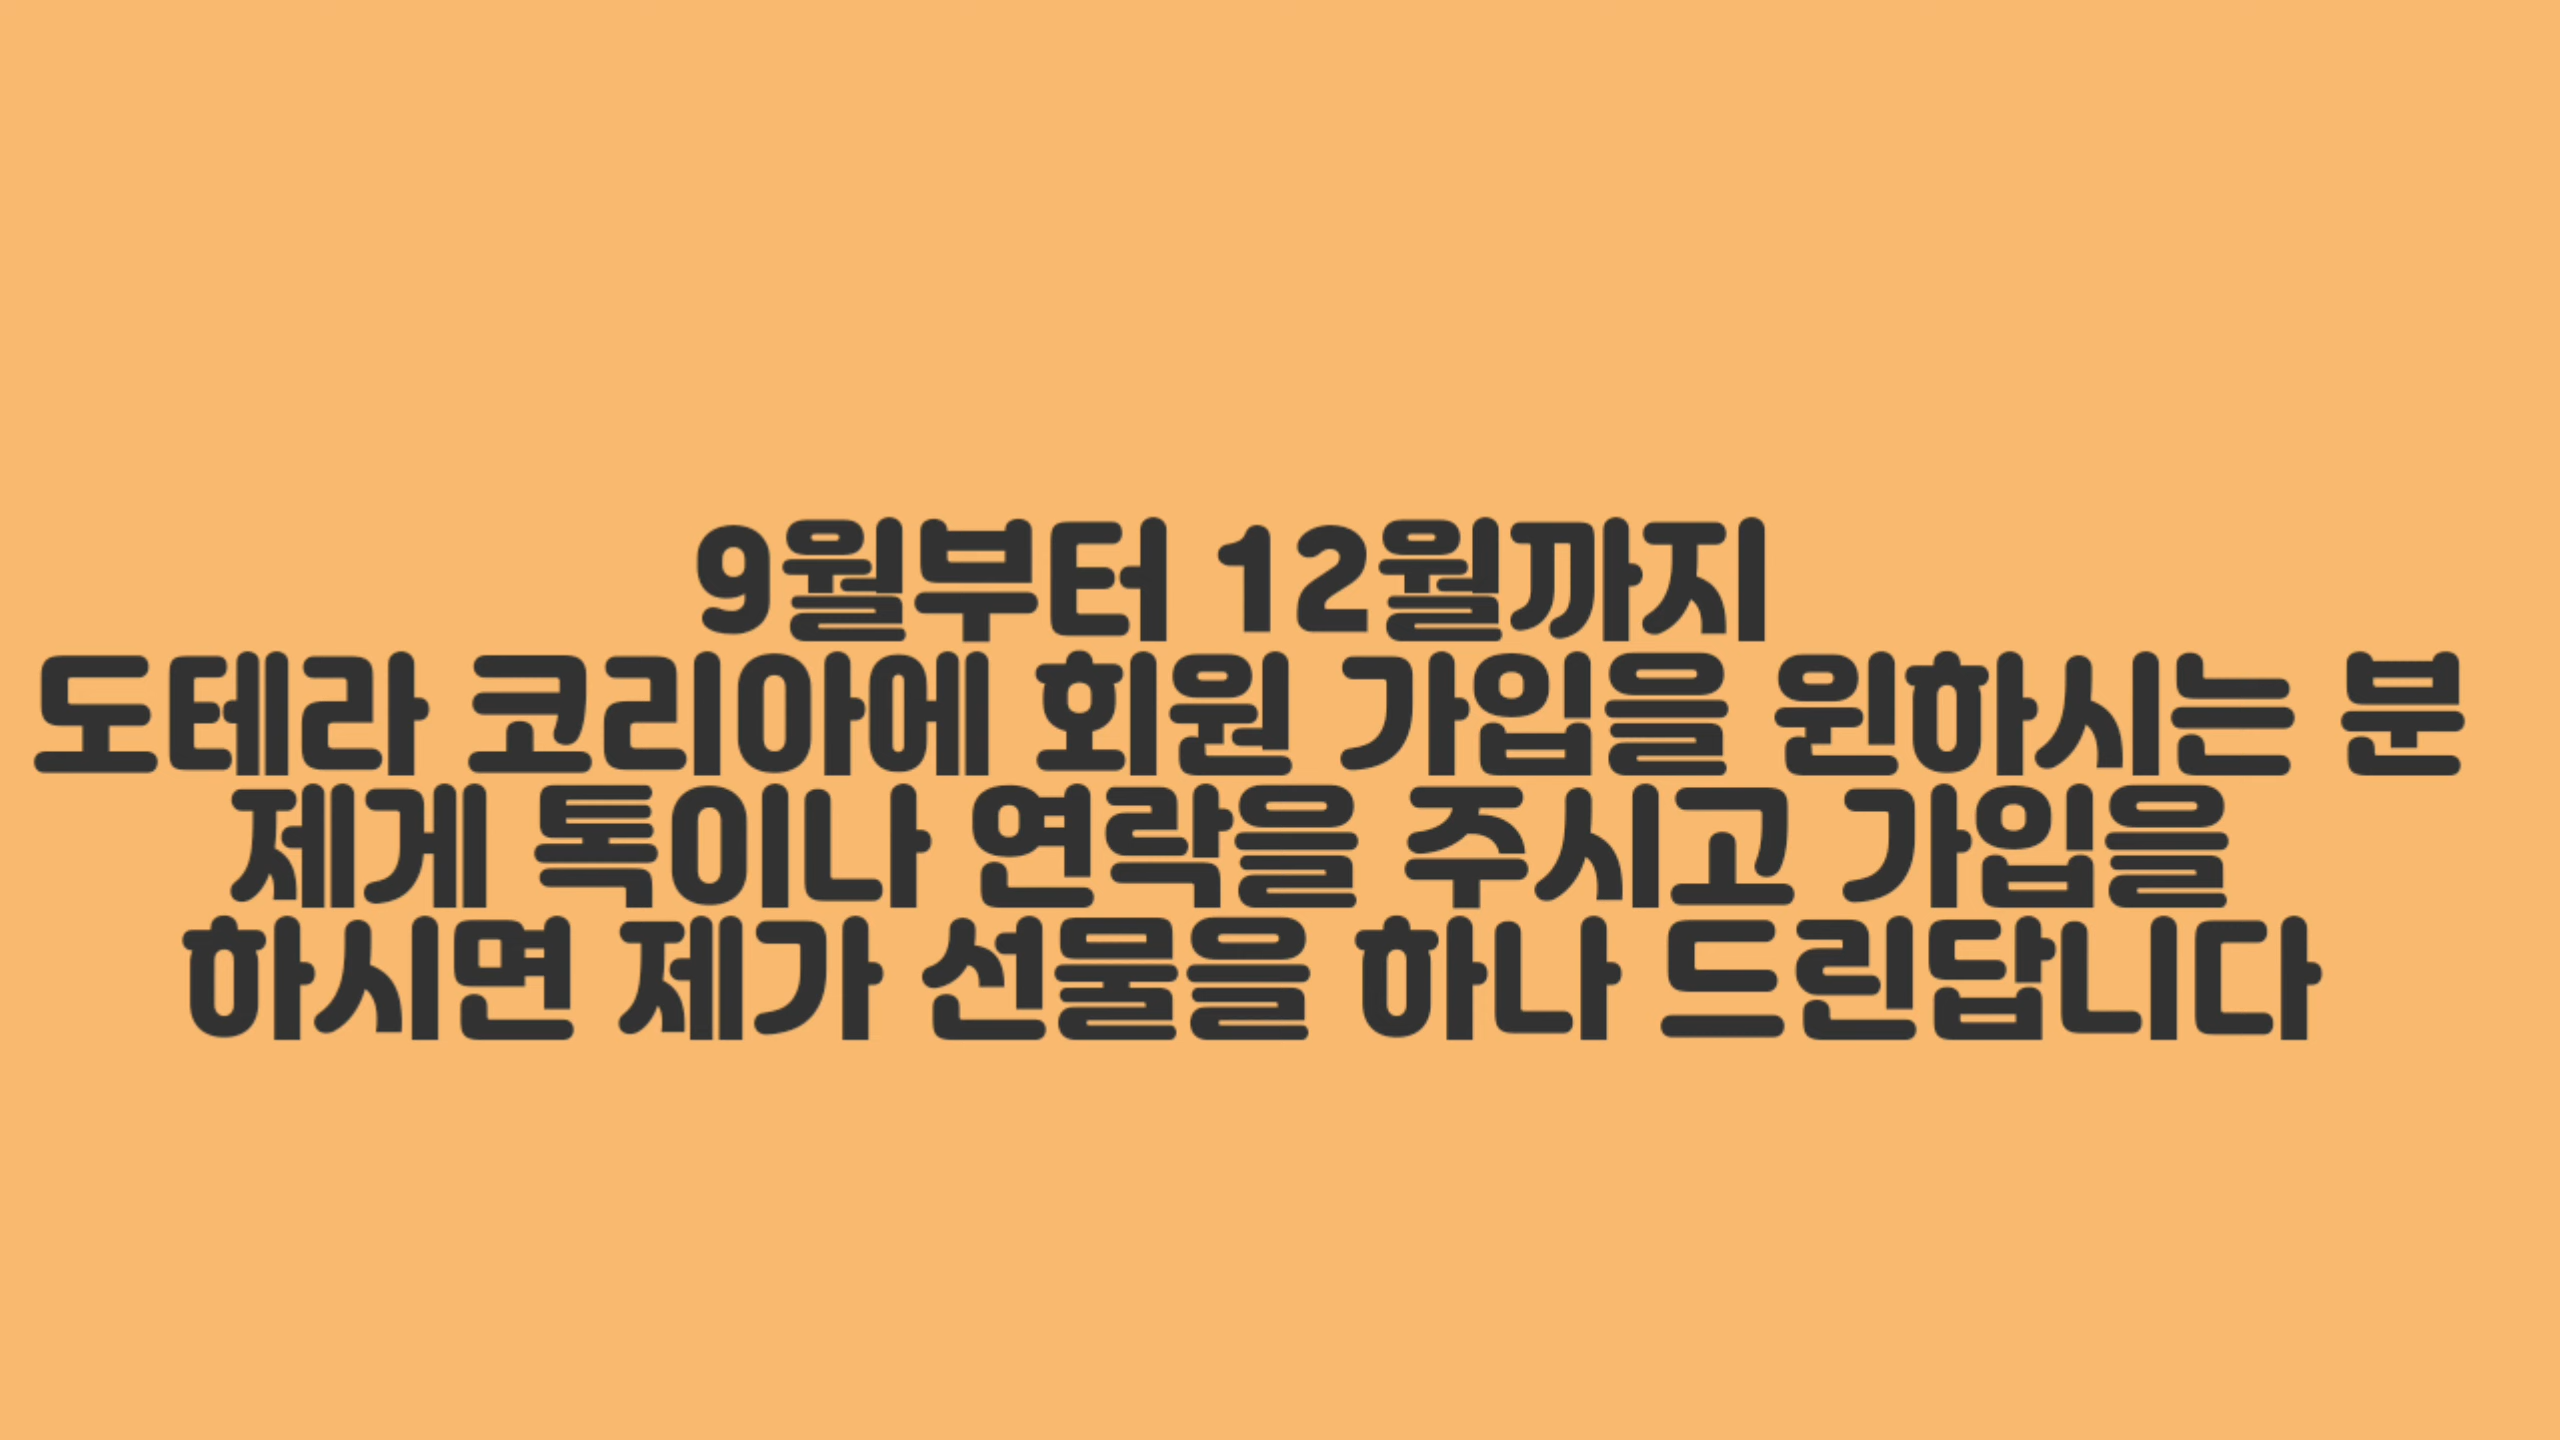 9월부터 12월까지
도테라 코리아에 회원 가입을 윈하시는 분
제게 톡이나 연락을 주시고 가입을
하시면 제가 선물을 하나 드린답니다